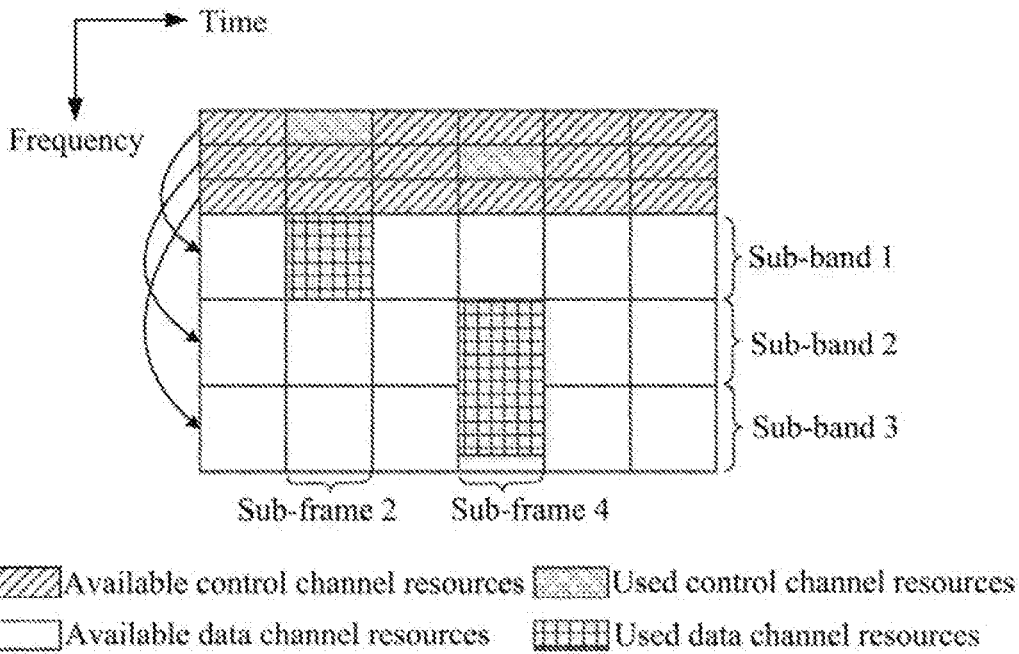 Time
Frequency
Sub-band 1
Sub-band 2
Sub-band 3
Sub-frame 2 Sub-frame 4
Available control channel resources Used control channel resources
Available data channel resources Used data channel resources